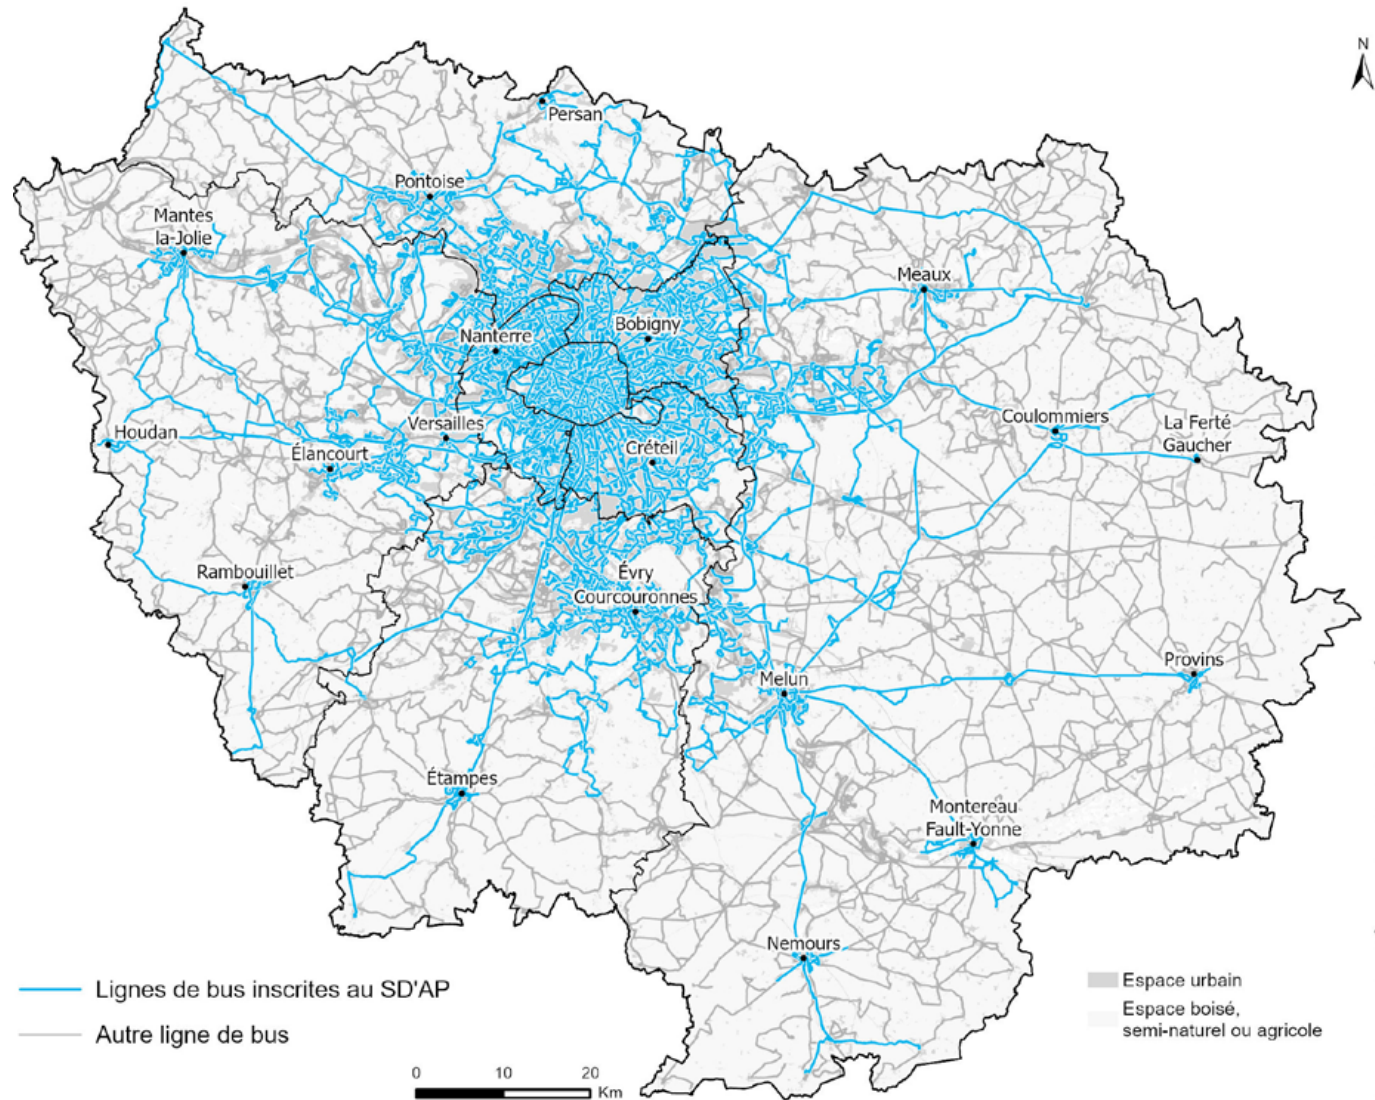 N
Persan
Pontoise
Mantes
la-Jolie
Meaux
Nanterre
Bobigny
Versailles
Houdan
Élancourt
Créteil
Coulommiers
La Ferté
Gaucher
Rambouillet
Évry
Courcouronnes
Provins
Melun
Étampes
Montereau
Fault-Yonne
Nemours
Lignes de bus inscrites au SD'AP
Autre ligne de bus
Espace urbain
Espace boisé,
semi-naturel ou agricole
0 10 20
Km